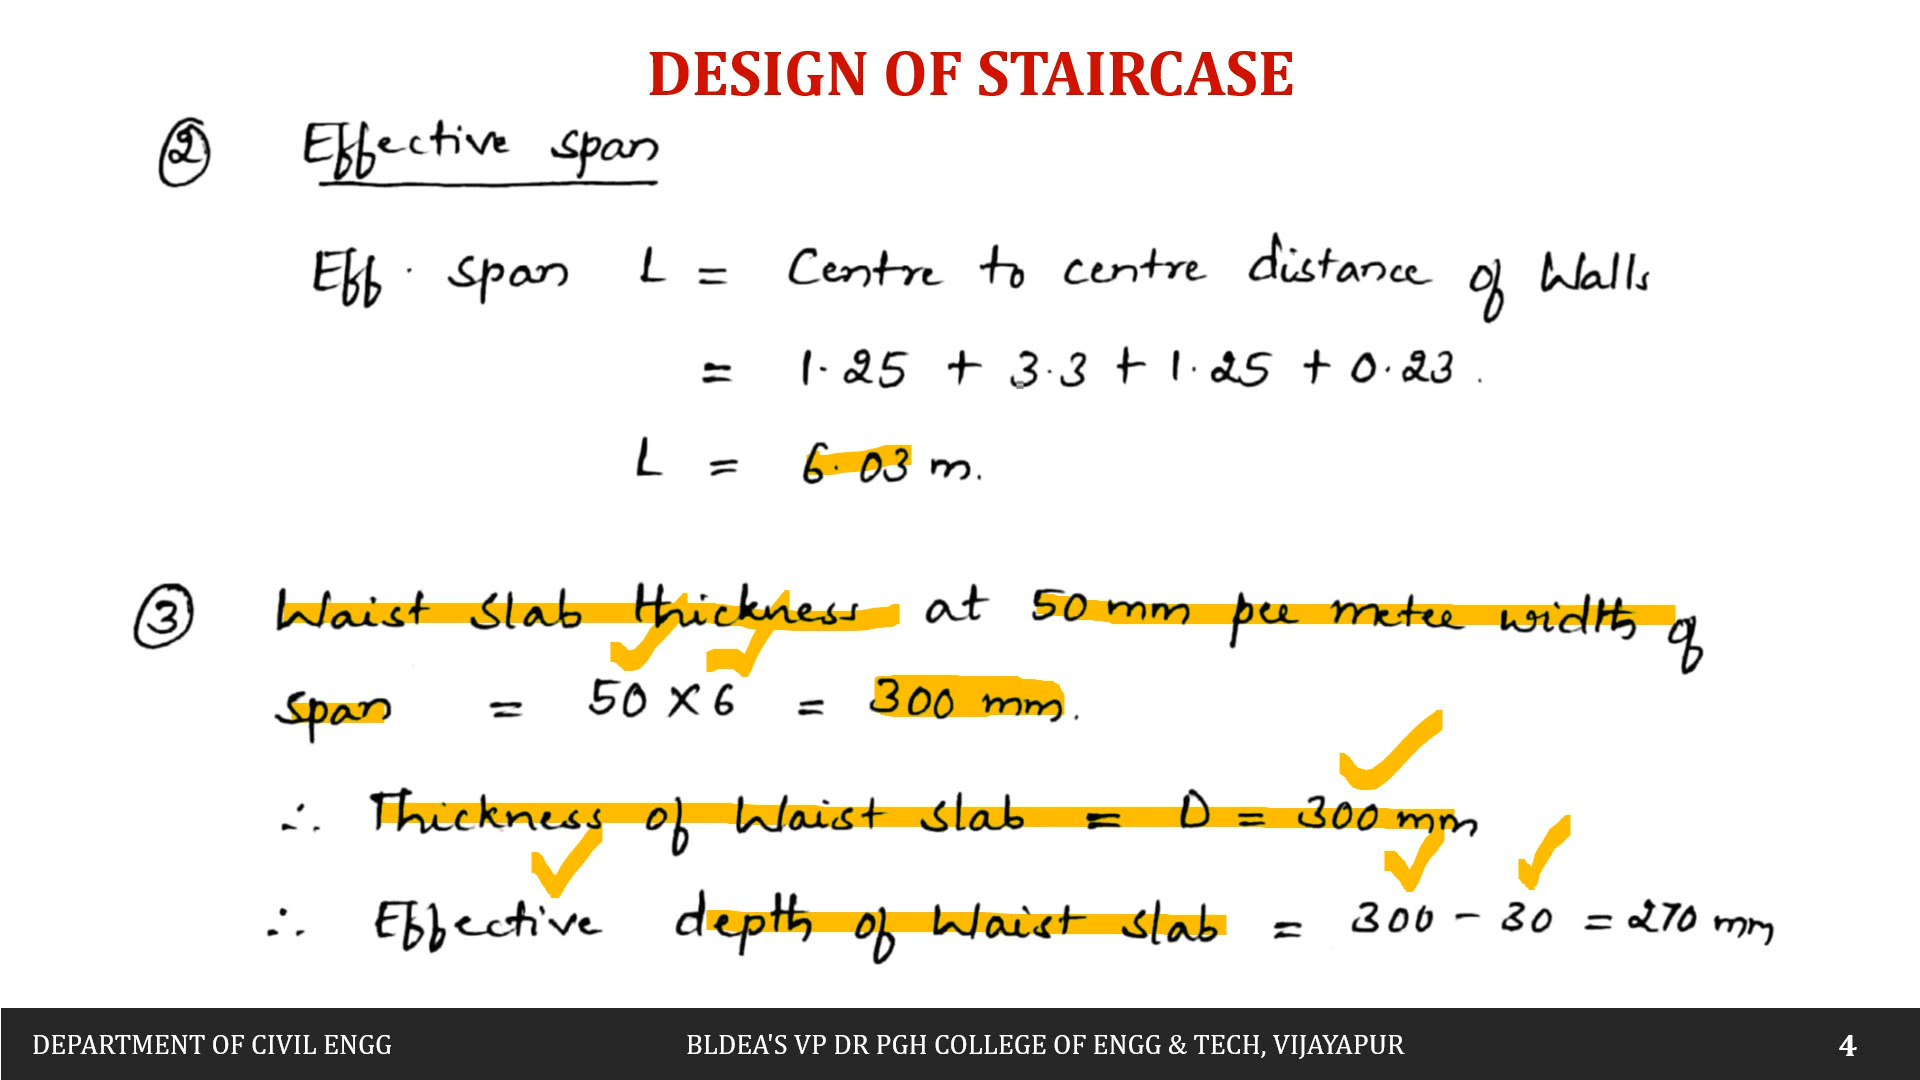 DESIGN OF STAIRCASE
② Effective span
Eff. span L = Centre to centre distance of Walls
= 1.25 + 3.3 + 1.25 + 0.23.
L = 6.03 m.
③ Waist slab thickness at 50 mm per meter width of
span = 50 X 6 = 300 mm.
∴ Thickness of Waist slab = D = 300 mm
∴ Effective depth of Waist slab = 300 - 30 = 270 mm
DEPARTMENT OF CIVIL ENGG BLDEA'S VP DR PGH COLLEGE OF ENGG & TECH, VIJAYAPUR 4